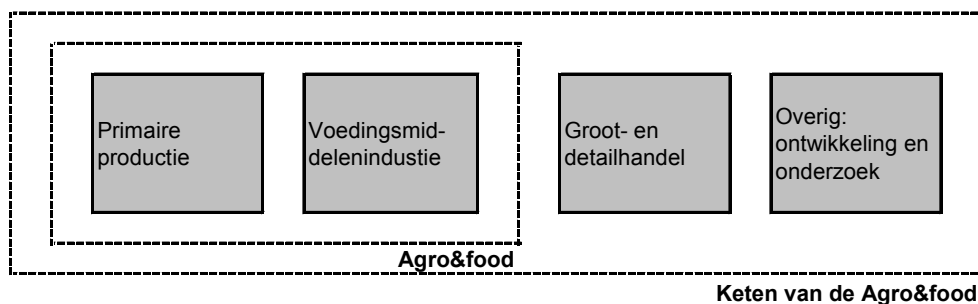 Primaire
productie
Voedingsmid-
delenindustie
Groot- en
detailhandel
Overig:
ontwikkeling en
onderzoek
Agro&food
Keten van de Agro&food